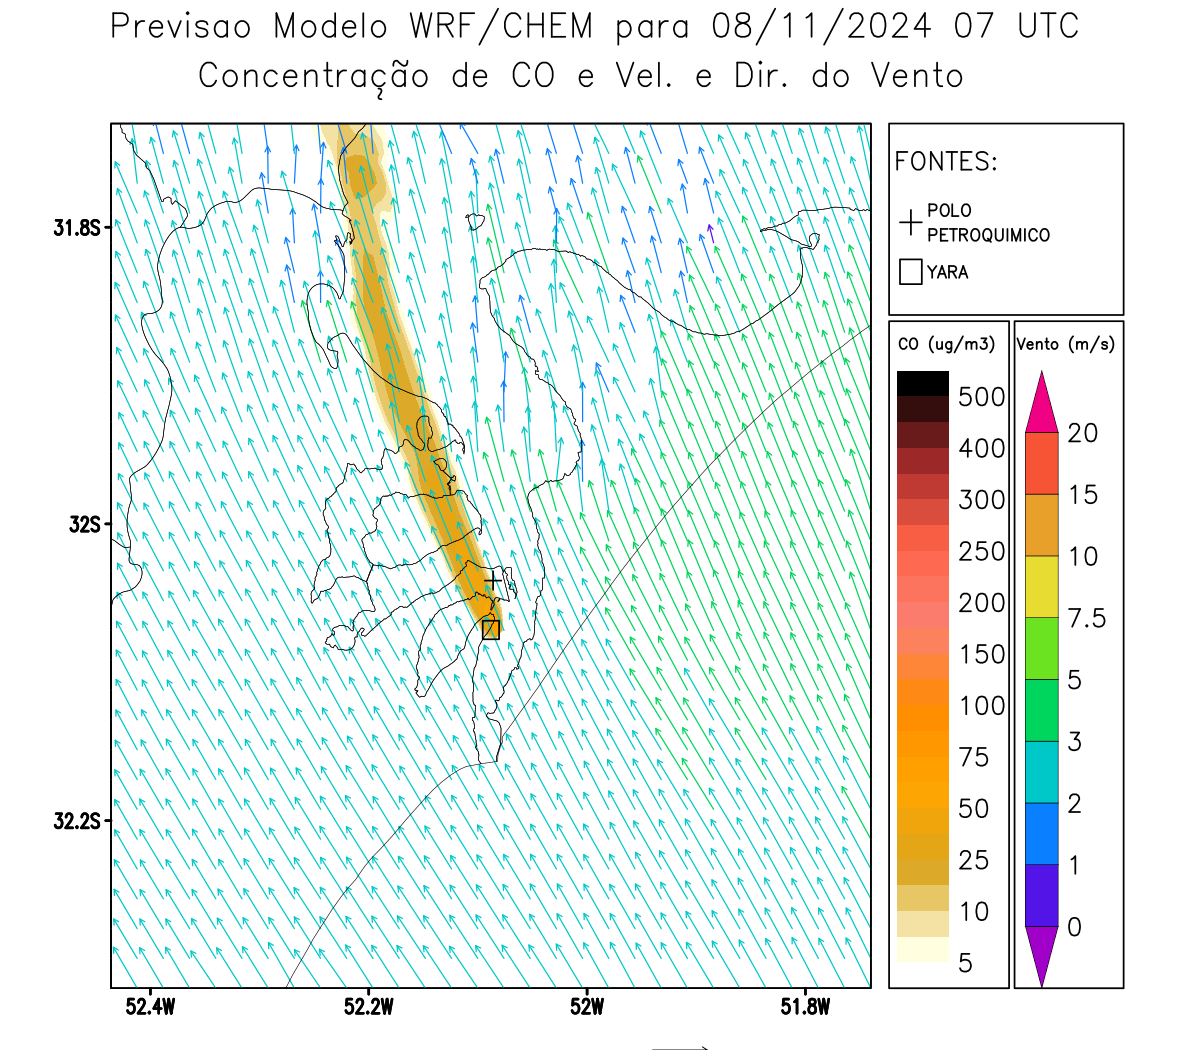 Previsao Modelo WRF/CHEM para 08/11/2024 07 UTC
Concentração de CO e Vel. e Dir. do Vento
FONTES:
POLO
PETROQUIMICO
YARA
CO (ug/m3)
500
400
300
250
200
150
100
75
50
25
10
5
Vento (m/s)
20
15
10
7.5
5
3
2
1
0
31.8S
32S
32.2S
52.4W
52.2W
52W
51.8W